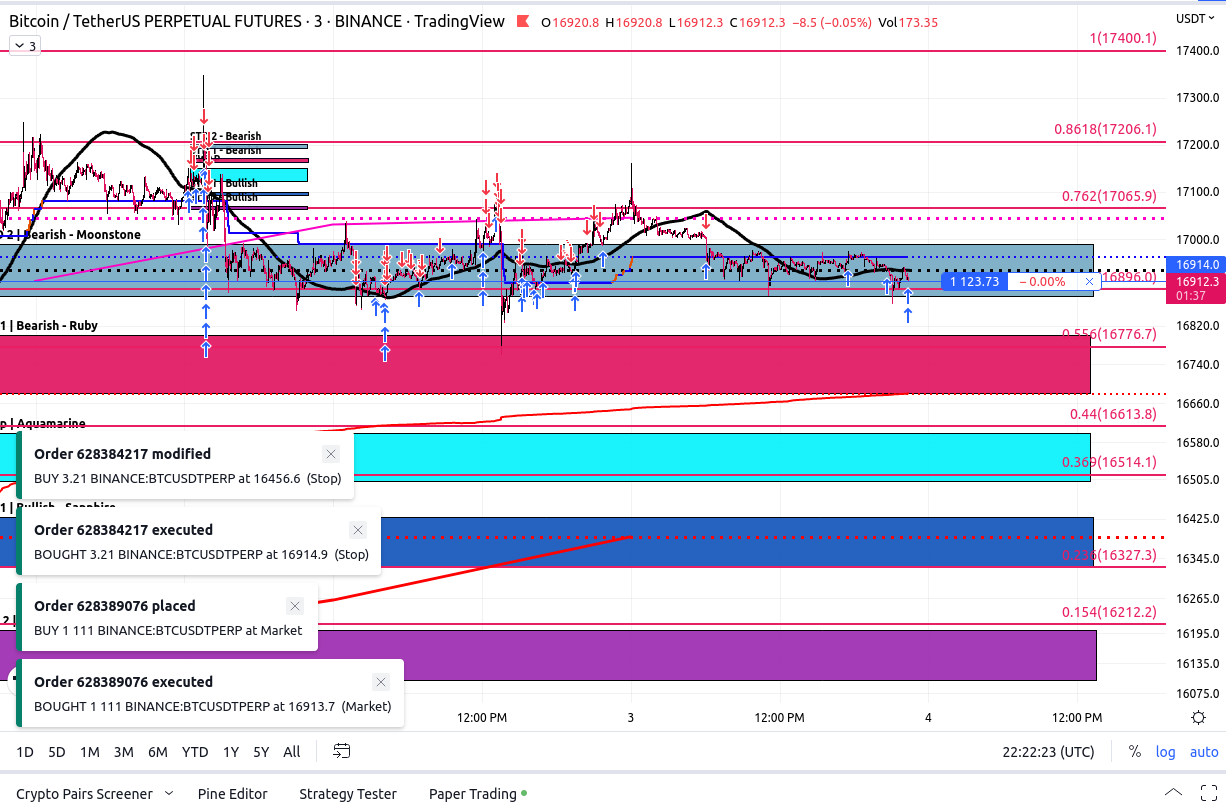 Bitcoin / TetherUS PERPETUAL FUTURES · 3 · BINANCE · TradingView O16920.8 H16920.8 L16912.3 C16912.3 −8.5 (−0.05%) Vol173.35
USDT
3
1(17400.1)
17400.0
17300.0
0.8618(17206.1)
2 - Bearish
17200.0
- Bearish
Bullish
Bullish
0.762(17065.9)
17100.0
2 | Bearish - Moonstone
17000.0
16914.0
1 123.73 − 0.00%
16896.0)
16912.3
01:37
1 | Bearish - Ruby
16820.0
0.556(16776.7)
16740.0
16660.0
0.44(16613.8)
p | Aquamarine
16580.0
Order 628384217 modified
BUY 3.21 BINANCE:BTCUSDTPERP at 16456.6 (Stop)
0.369(16514.1)
16505.0
1 | Bullish - Sapphire
16425.0
Order 628384217 executed
BOUGHT 3.21 BINANCE:BTCUSDTPERP at 16914.9 (Stop)
0.236(16327.3)
16345.0
Order 628389076 placed
BUY 1 111 BINANCE:BTCUSDTPERP at Market
16265.0
0.154(16212.2)
2 |
16195.0
16135.0
Order 628389076 executed
BOUGHT 1 111 BINANCE:BTCUSDTPERP at 16913.7 (Market)
16075.0
12:00 PM 3 12:00 PM 4 12:00 PM
1D 5D 1M 3M 6M YTD 1Y 5Y All 22:22:23 (UTC) % log auto
Crypto Pairs Screener Pine Editor Strategy Tester Paper Trading